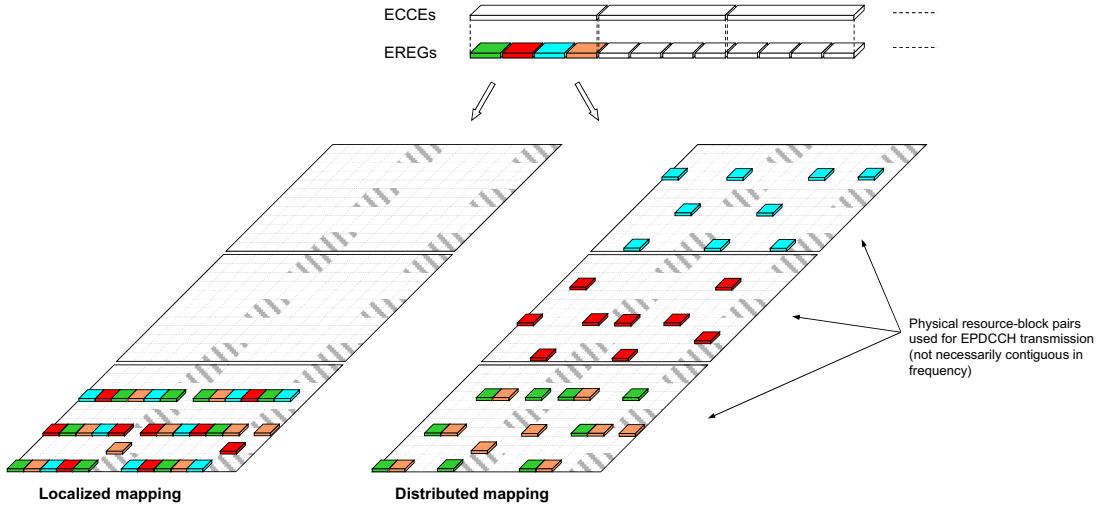 ECCEs
EREGs
Physical resource-block pairs
used for EPDCCH transmission
(not necessarily contiguous in
frequency)
Localized mapping
Distributed mapping